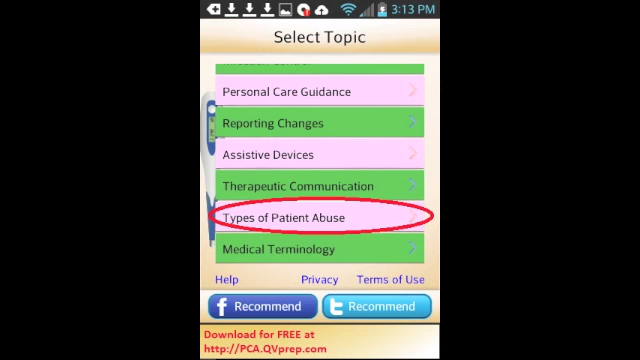 3:13 PM
Select Topic
Personal Care Guidance
Reporting Changes
Assistive Devices
Therapeutic Communication
Types of Patient Abuse
Medical Terminology
Help Privacy Terms of Use
f Recommend t Recommend
Download for FREE at
http://PCA.QVprep.com